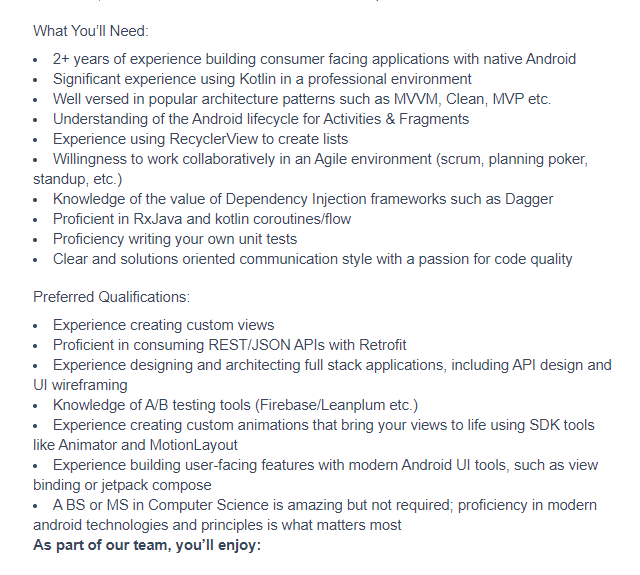 What You'll Need:
• 2+ years of experience building consumer facing applications with native Android
• Significant experience using Kotlin in a professional environment
• Well versed in popular architecture patterns such as MVVM, Clean, MVP etc.
• Understanding of the Android lifecycle for Activities & Fragments
• Experience using RecyclerView to create lists
• Willingness to work collaboratively in an Agile environment (scrum, planning poker,
standup, etc.)
• Knowledge of the value of Dependency Injection frameworks such as Dagger
• Proficient in RxJava and kotlin coroutines/flow
• Proficiency writing your own unit tests
• Clear and solutions oriented communication style with a passion for code quality
Preferred Qualifications:
• Experience creating custom views
• Proficient in consuming REST/JSON APIs with Retrofit
• Experience designing and architecting full stack applications, including API design and
UI wireframing
• Knowledge of A/B testing tools (Firebase/Leanplum etc.)
• Experience creating custom animations that bring your views to life using SDK tools
like Animator and MotionLayout
• Experience building user-facing features with modern Android UI tools, such as view
binding or jetpack compose
• A BS or MS in Computer Science is amazing but not required; proficiency in modern
android technologies and principles is what matters most
As part of our team, you'll enjoy: